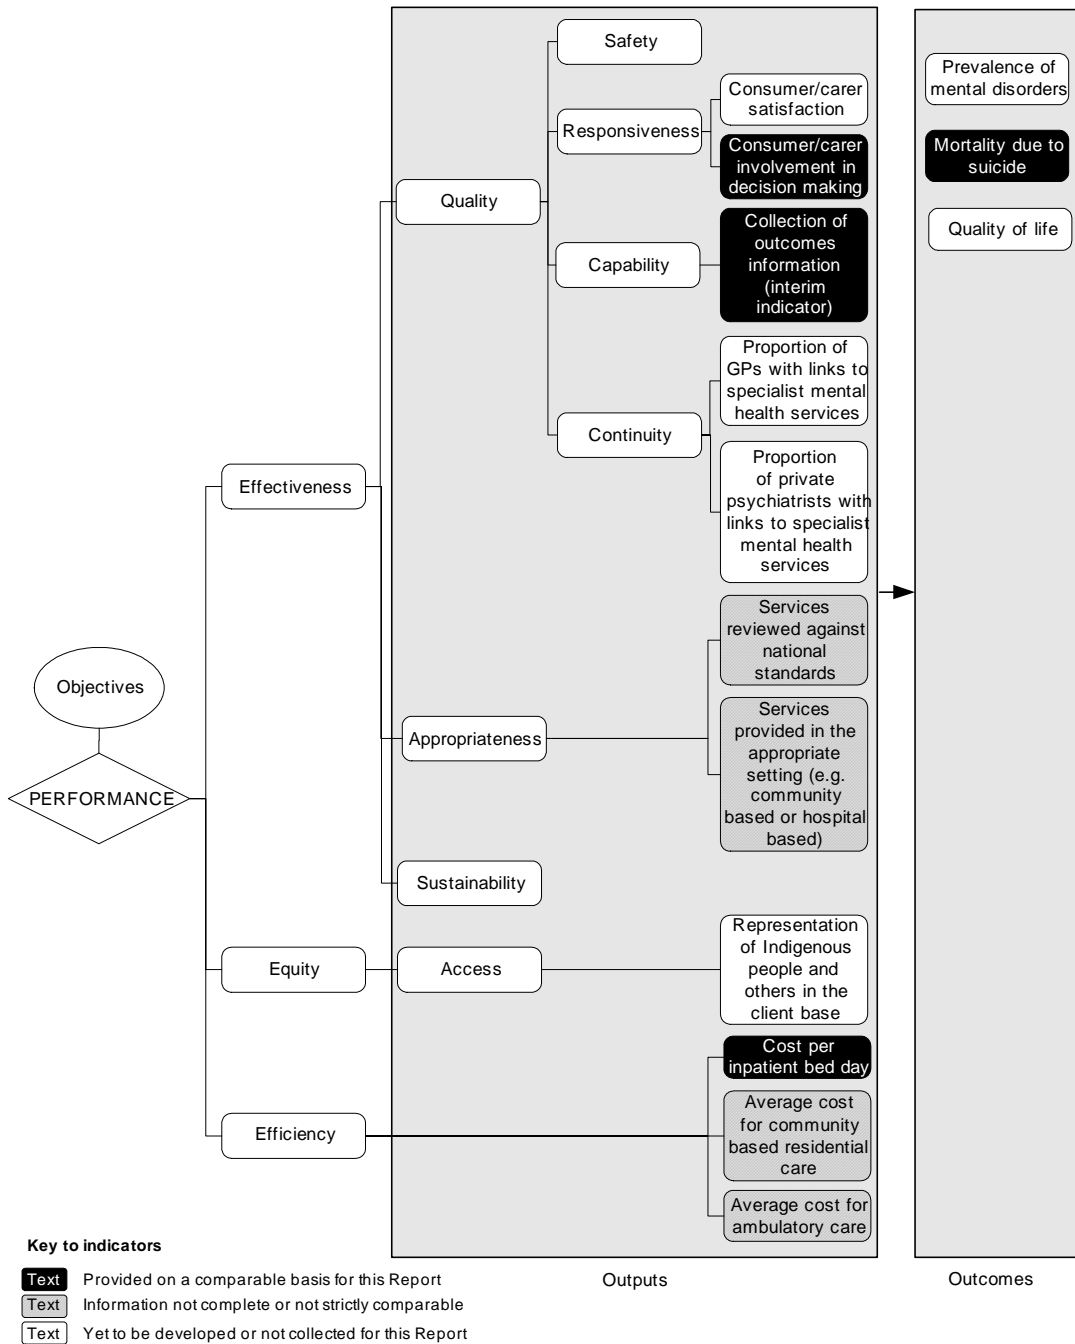 Safety
Consumer/carer
satisfaction
Responsiveness
Consumer/carer
involvement in
decision making
Quality
Collection of
outcomes
information
(interim
indicator)
Capability
Proportion of
GPs with links to
specialist mental
health services
Continuity
Proportion
of private
psychiatrists with
links to specialist
mental health
services
Effectiveness
Services
reviewed against
national
standards
Objectives
Appropriateness
Services
provided in the
appropriate
setting (e.g.
community
based or hospital
based)
PERFORMANCE
Sustainability
Representation
of Indigenous
people and
others in the
client base
Equity
Access
Cost per
inpatient bed day
Efficiency
Average cost
for community
based residential
care
Average cost for
ambulatory care
Prevalence of
mental disorders
Mortality due to
suicide
Quality of life
Outputs
Outcomes
Key to indicators
Text Provided on a comparable basis for this Report
Text Information not complete or not strictly comparable
Text Yet to be developed or not collected for this Report